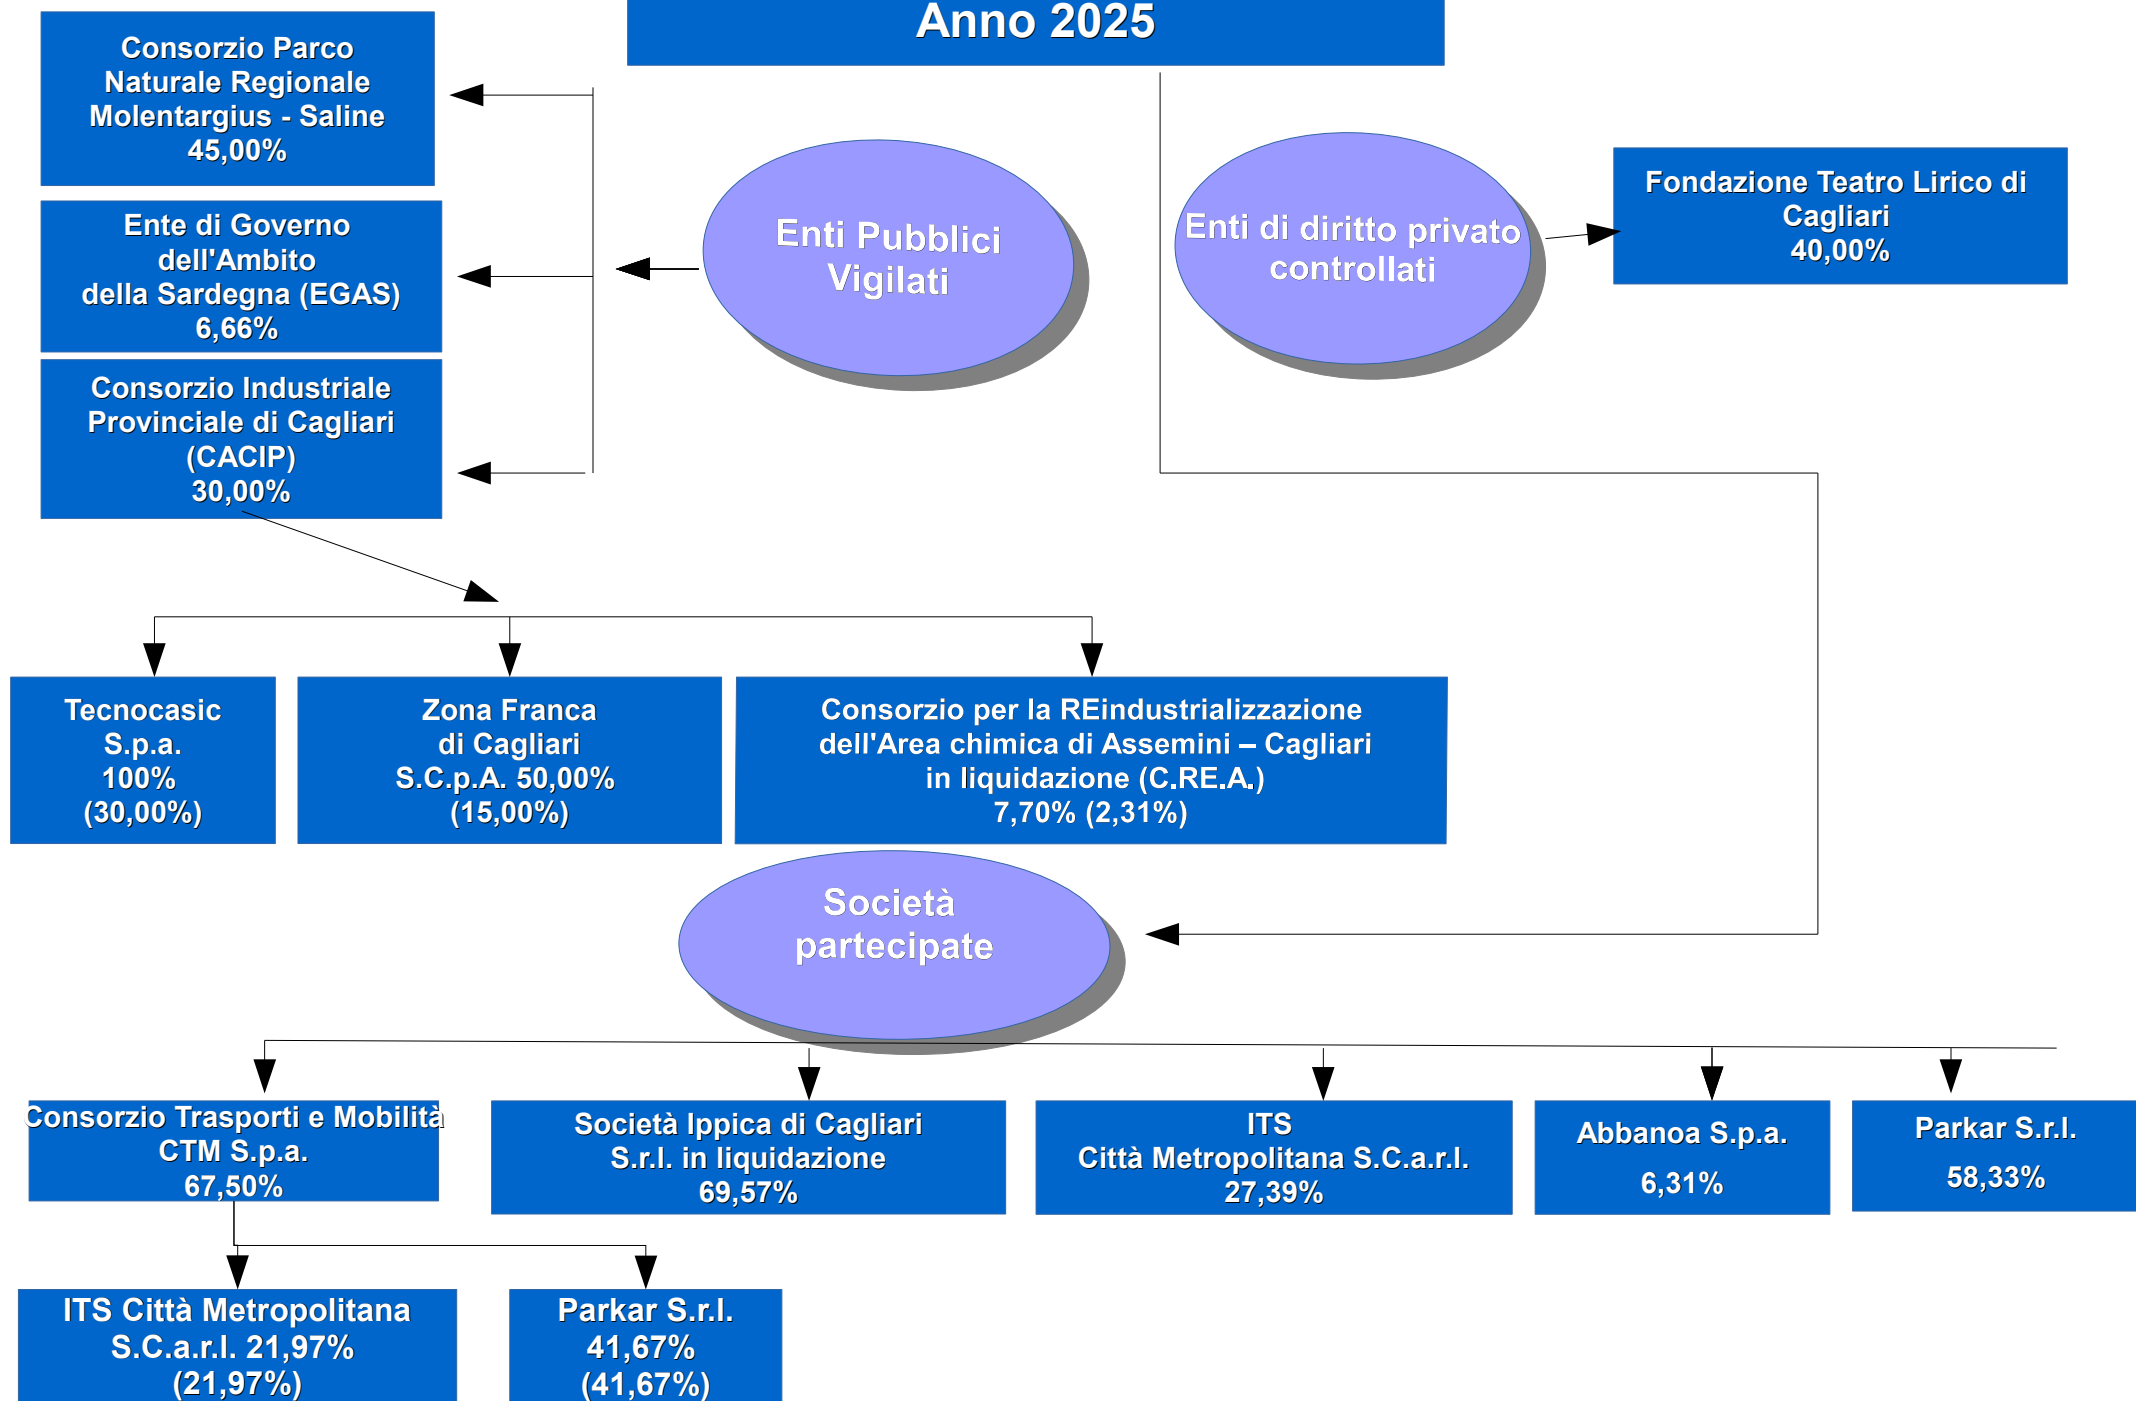 Anno 2025
Consorzio Parco
Naturale Regionale
Molentargius - Saline
45,00%
Ente di Governo
dell'Ambito
della Sardegna (EGAS)
6,66%
Consorzio Industriale
Provinciale di Cagliari
(CACIP)
30,00%
Enti Pubblici
Vigilati
Enti di diritto privato
controllati
Fondazione Teatro Lirico di
Cagliari
40,00%
Tecnocasic
S.p.a.
100%
(30,00%)
Zona Franca
di Cagliari
S.C.p.A. 50,00%
(15,00%)
Consorzio per la REindustrializzazione
dell'Area chimica di Assemini – Cagliari
in liquidazione (C.RE.A.)
7,70% (2,31%)
Società
partecipate
Consorzio Trasporti e Mobilità
CTM S.p.a.
67,50%
Società Ippica di Cagliari
S.r.l. in liquidazione
69,57%
ITS
Città Metropolitana S.C.a.r.l.
27,39%
Abbanoa S.p.a.
6,31%
Parkar S.r.l.
58,33%
ITS Città Metropolitana
S.C.a.r.l. 21,97%
(21,97%)
Parkar S.r.l.
41,67%
(41,67%)